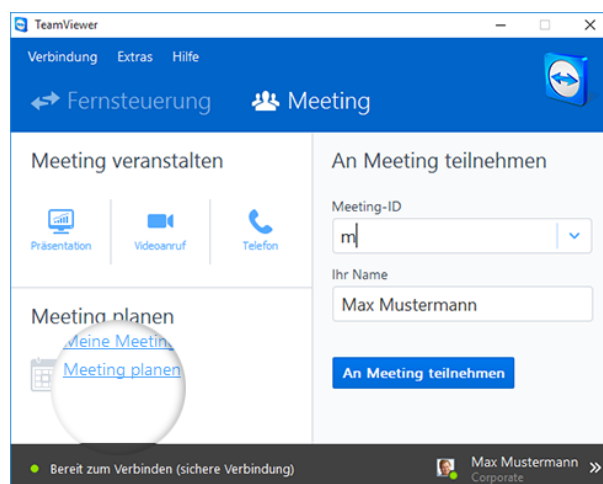 TeamViewer
Verbindung Extras Hilfe
Fernsteuerung Meeting
Meeting veranstalten
Präsentation Videoanruf Telefon
Meeting planen
Meine Meeting
Meeting planen
An Meeting teilnehmen
Meeting-ID
m
Ihr Name
Max Mustermann
An Meeting teilnehmen
Bereit zum Verbinden (sichere Verbindung)
Max Mustermann
Corporate